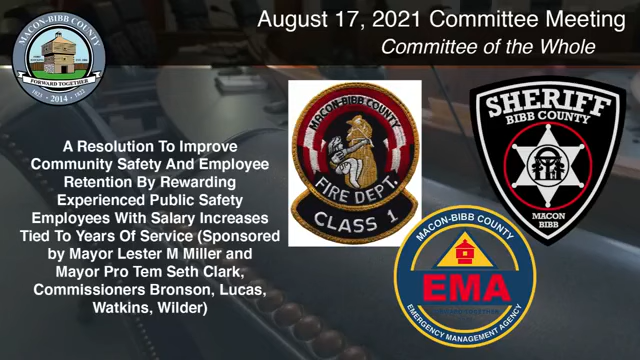 August 17, 2021 Committee Meeting
Committee of the Whole
MACON-BIBB COUNTY
FORWARD TOGETHER
2014
A Resolution To Improve
Community Safety And Employee
Retention By Rewarding
Experienced Public Safety
Employees With Salary Increases
Tied To Years Of Service (Sponsored
by Mayor Lester M Miller and
Mayor Pro Tem Seth Clark,
Commissioners Bronson, Lucas,
Watkins, Wilder)
MACON-BIBB COUNTY
FIRE DEPT.
CLASS 1
SHERIFF
BIBB COUNTY
MACON
BIBB
MACON-BIBB COUNTY
EMA
EMERGENCY MANAGEMENT AGENCY